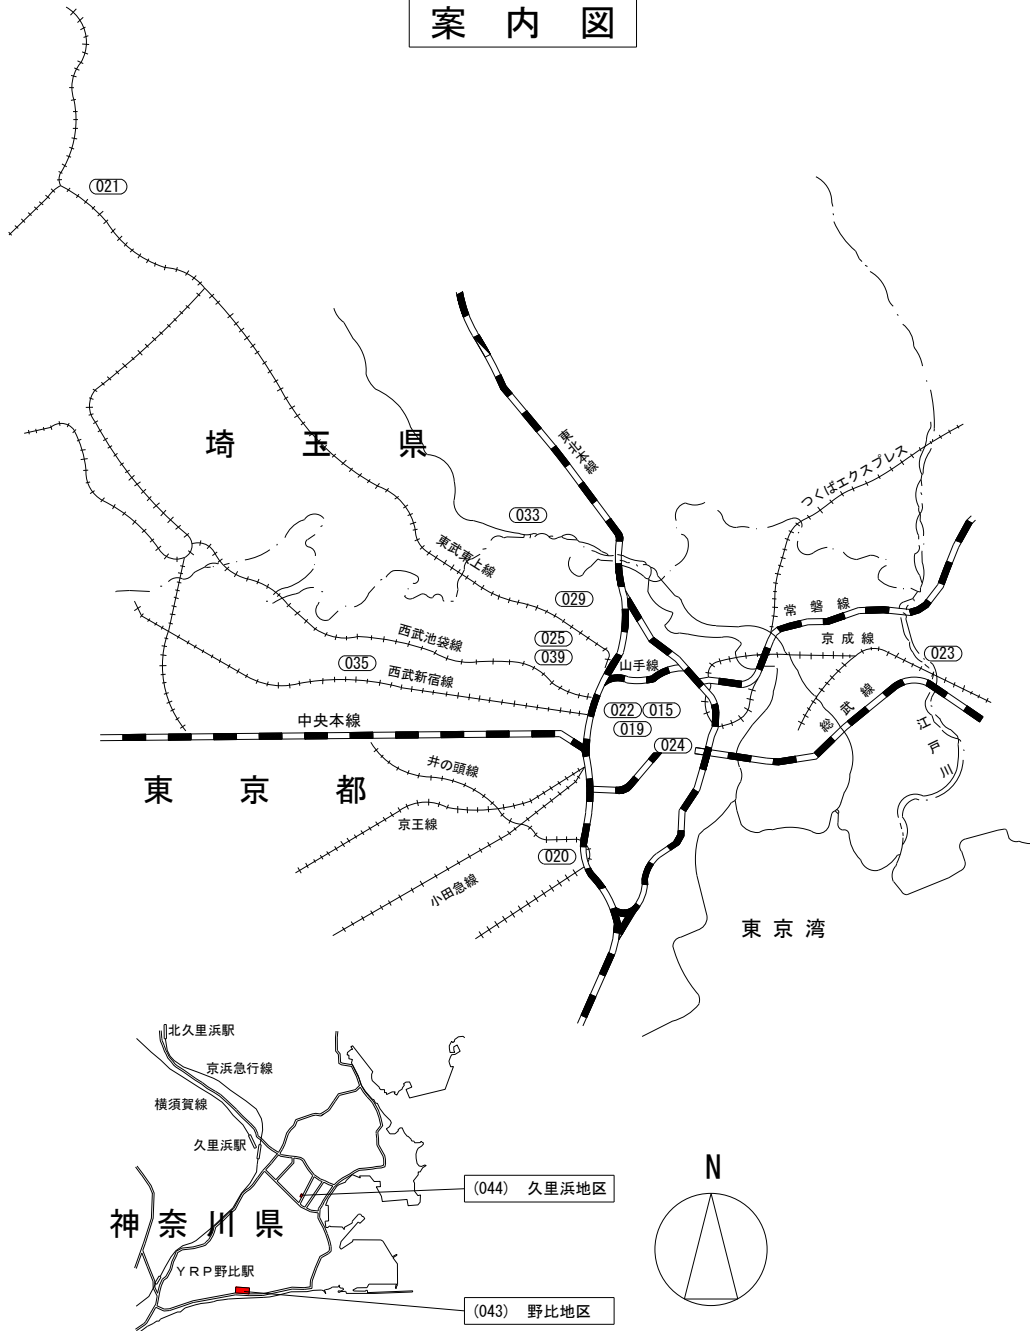 案内図
021
埼玉県
東北本線
つくばエクスプレス
033
東武東上線
029
常磐線
025
京成線
西武池袋線
039
023
035
山手線
西武新宿線
022
015
総武線
中央本線
019
江戸川
024
井の頭線
東京都
京王線
020
小田急線
東京湾
北久里浜駅
京浜急行線
横須賀線
久里浜駅
N
(044) 久里浜地区
神奈川県
YRP野比駅
(043) 野比地区